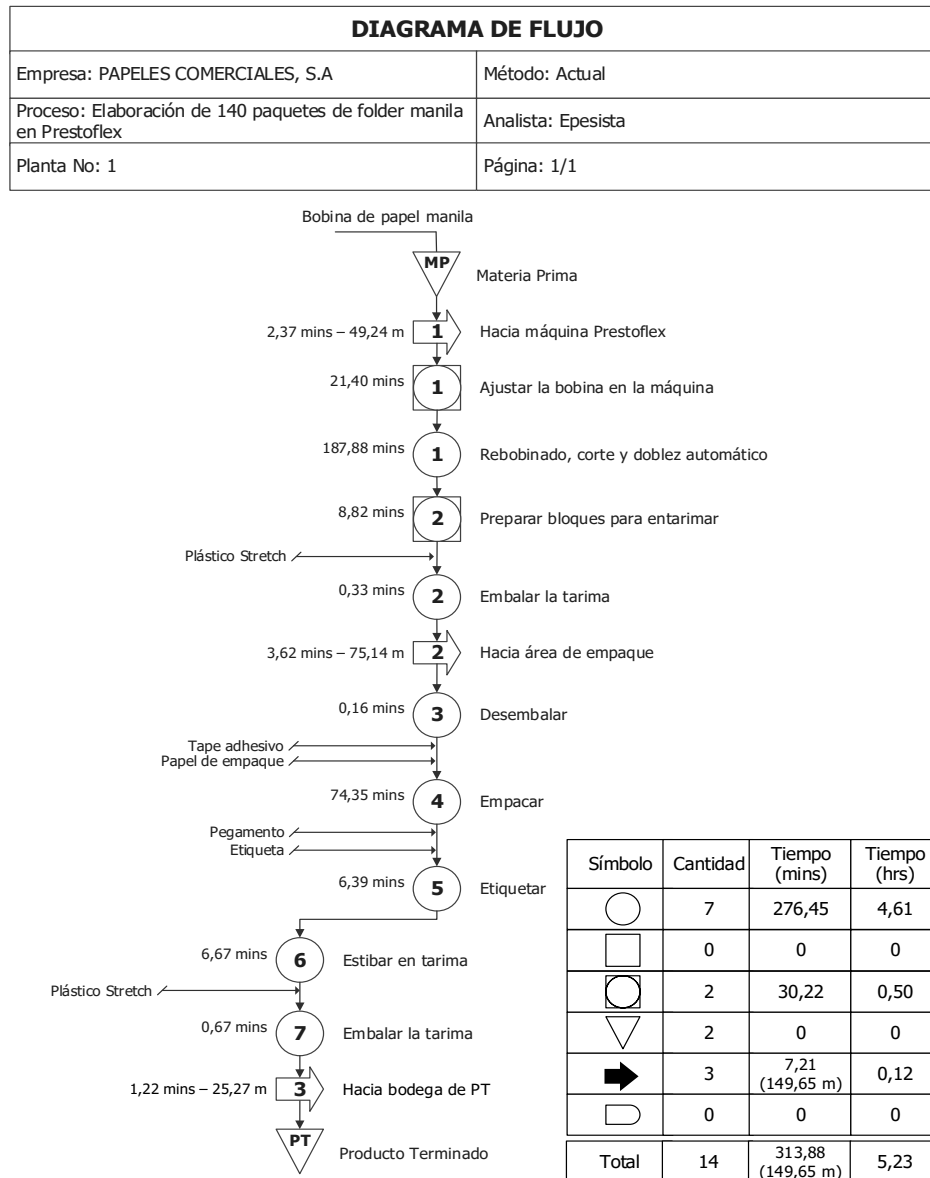 DIAGRAMA DE FLUJO
Empresa: PAPELES COMERCIALES, S.A
Método: Actual
Proceso: Elaboración de 140 paquetes de folder manila
en Prestoflex
Analista: Epesista
Planta No: 1
Página: 1/1
Bobina de papel manila
MP
Materia Prima
2,37 mins – 49,24 m
1
Hacia máquina Prestoflex
21,40 mins
1
Ajustar la bobina en la máquina
187,88 mins
1
Rebobinado, corte y doblez automático
8,82 mins
2
Preparar bloques para entarimar
Plástico Stretch
0,33 mins
2
Embalar la tarima
3,62 mins – 75,14 m
2
Hacia área de empaque
0,16 mins
3
Desembalar
Tape adhesivo
Papel de empaque
74,35 mins
4
Empacar
Pegamento
Etiqueta
6,39 mins
5
Etiquetar
6,67 mins
6
Estibar en tarima
Plástico Stretch
0,67 mins
7
Embalar la tarima
1,22 mins – 25,27 m
3
Hacia bodega de PT
PT
Producto Terminado
Símbolo
Cantidad
Tiempo
(mins)
Tiempo
(hrs)
7
276,45
4,61
0
0
0
2
30,22
0,50
2
0
0
3
7,21
(149,65 m)
0,12
0
0
0
Total
14
313,88
(149,65 m)
5,23